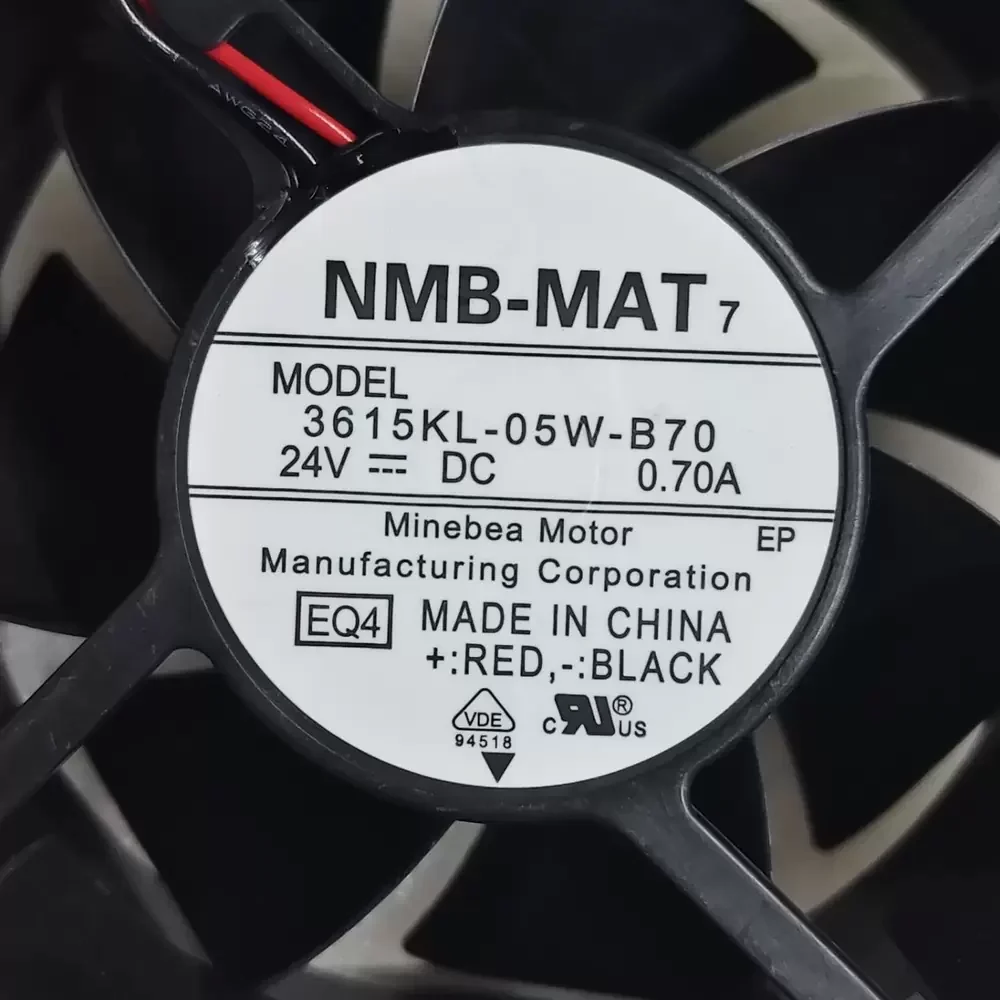 AWG24
NMB-MAT 7
MODEL
3615KL-05W-B70
24V ⎓ DC 0.70A
Minebea Motor EP
Manufacturing Corporation
EQ4 MADE IN CHINA
+:RED,-:BLACK
VDE
94518
c RU® US